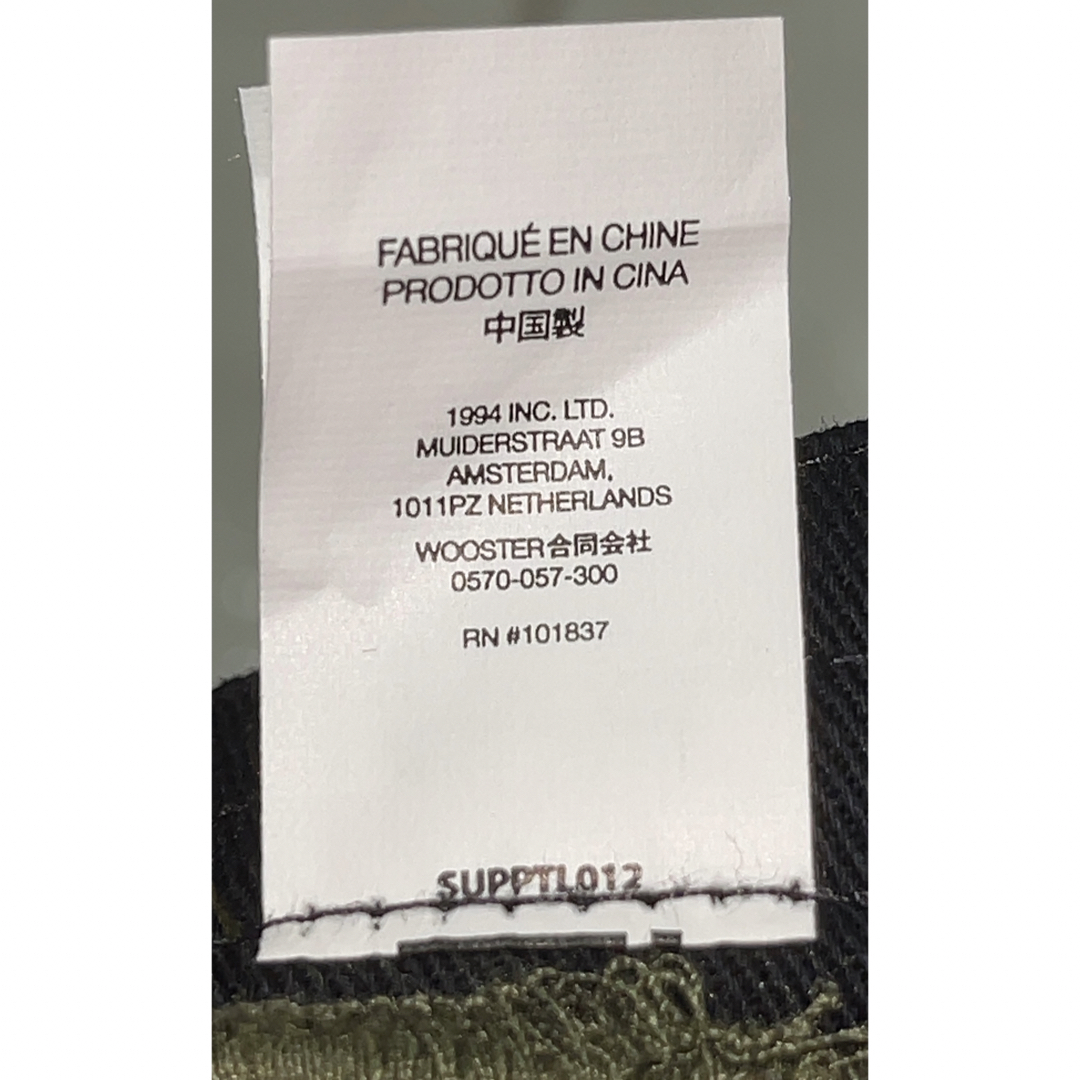 FABRIQUÉ EN CHINE
PRODOTTO IN CINA
中国製
1994 INC. LTD.
MUIDERSTRAAT 9B
AMSTERDAM,
1011PZ NETHERLANDS
WOOSTER合同会社
0570-057-300
RN #101837
SUPPTL012